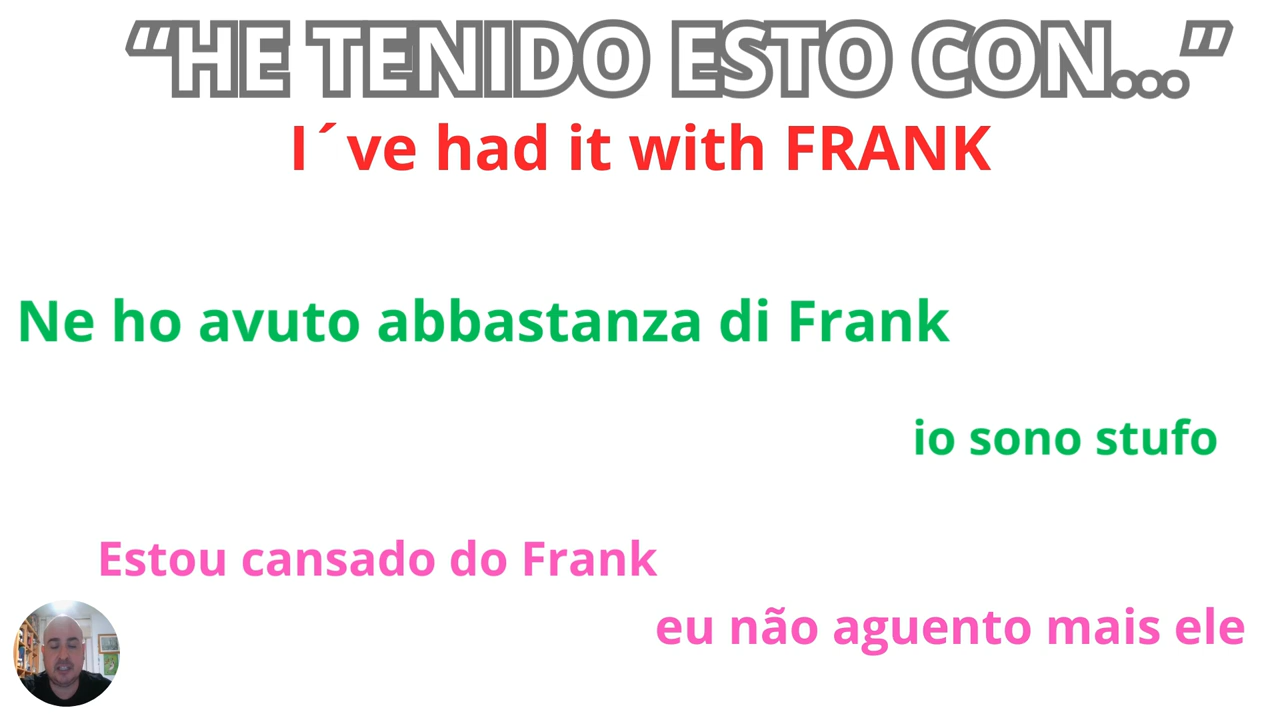 “HE TENIDO ESTO CON...”
I´ve had it with FRANK
Ne ho avuto abbastanza di Frank
io sono stufo
Estou cansado do Frank
eu não aguento mais ele